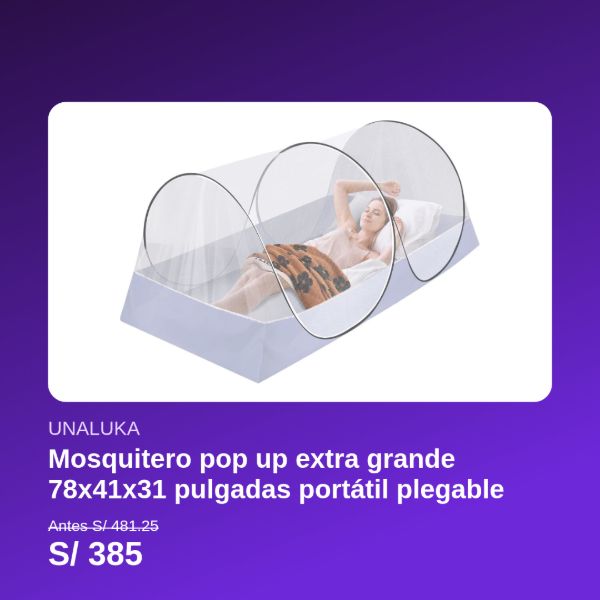 UNALUKA
Mosquitero pop up extra grande
78x41x31 pulgadas portátil plegable
Antes S/ 481.25
S/ 385